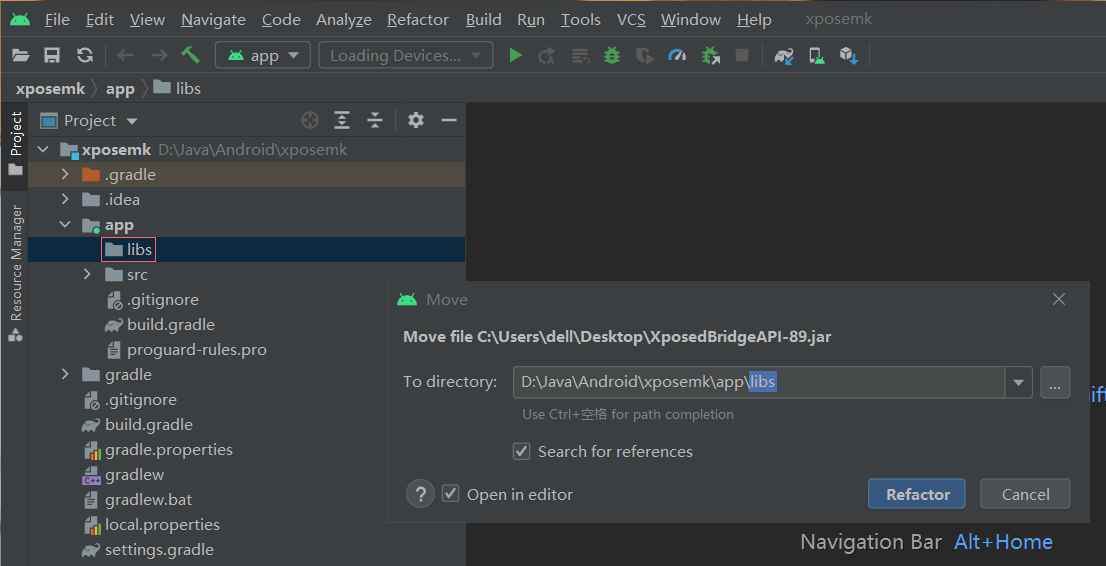 File Edit View Navigate Code Analyze Refactor Build Run Tools VCS Window Help xposemk
app Loading Devices...
xposemk app libs
Project
Resource Manager
Project
xposemk D:\Java\Android\xposemk
.gradle
.idea
app
libs
src
.gitignore
build.gradle
proguard-rules.pro
gradle
.gitignore
build.gradle
gradle.properties
gradlew
gradlew.bat
local.properties
settings.gradle
Move
Move file C:\Users\dell\Desktop\XposedBridgeAPI-89.jar
To directory: D:\Java\Android\xposemk\app\libs ...
Use Ctrl+空格 for path completion
Search for references
? Open in editor Refactor Cancel
Navigation Bar Alt+Home